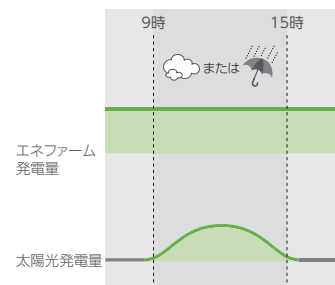 9時 15時
または
エネファーム
発電量
太陽光発電量